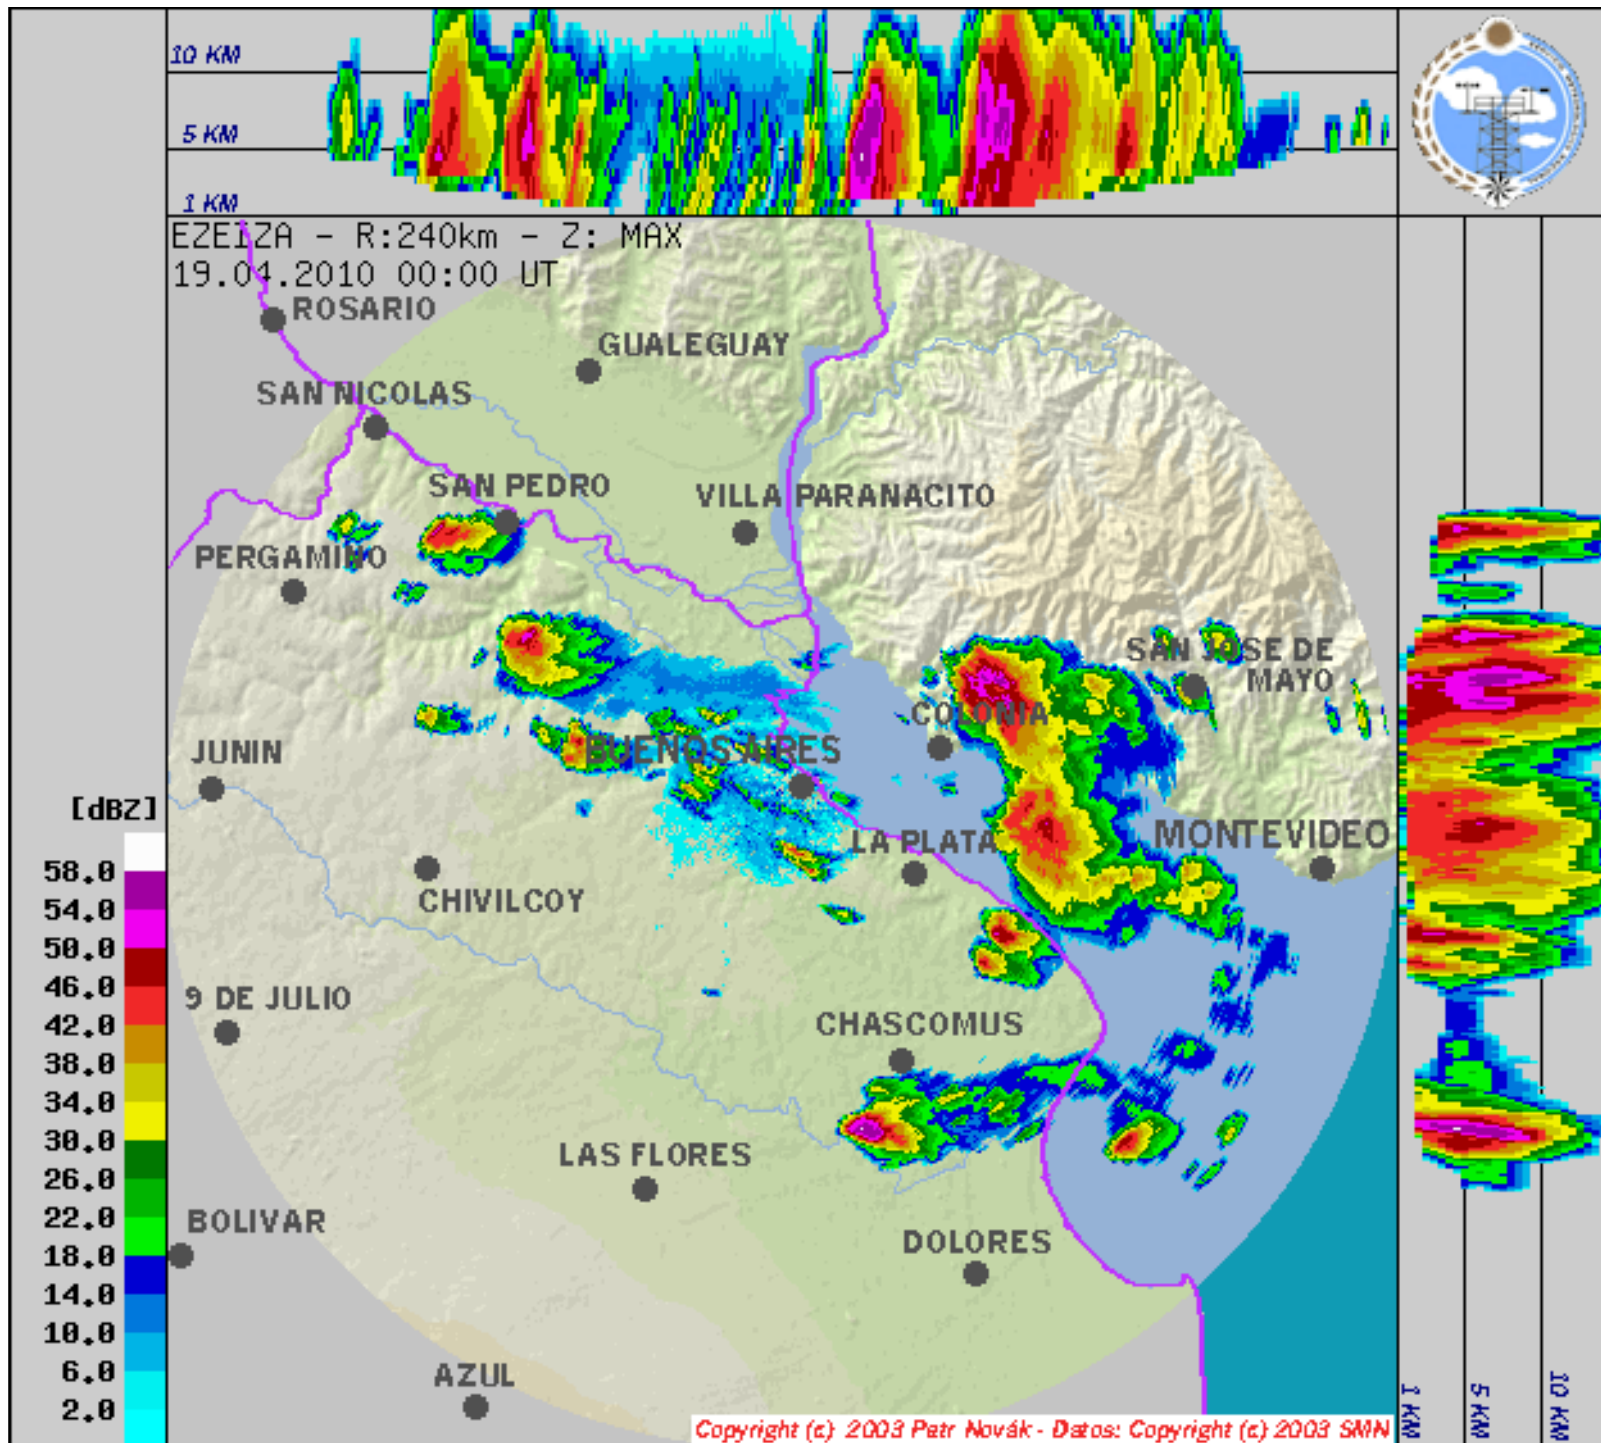 10 KM
5 KM
1 KM
EZEIZA - R:240km - Z: MAX
19.04.2010 00:00 UT
ROSARIO
GUALEGUAY
SAN NICOLAS
SAN PEDRO
VILLA PARANACITO
PERGAMINO
SAN JOSE DE
MAYO
COLONIA
JUNIN
BUENOS AIRES
[dBZ]
LA PLATA
MONTEVIDEO
58.0
54.0
50.0
46.0
42.0
38.0
34.0
30.0
26.0
22.0
18.0
14.0
10.0
6.0
2.0
CHIVILCOY
9 DE JULIO
CHASCOMUS
LAS FLORES
BOLIVAR
DOLORES
AZUL
1 KM
5 KM
10 KM
Copyright (c) 2003 Petr Novák - Datos: Copyright (c) 2003 SMN